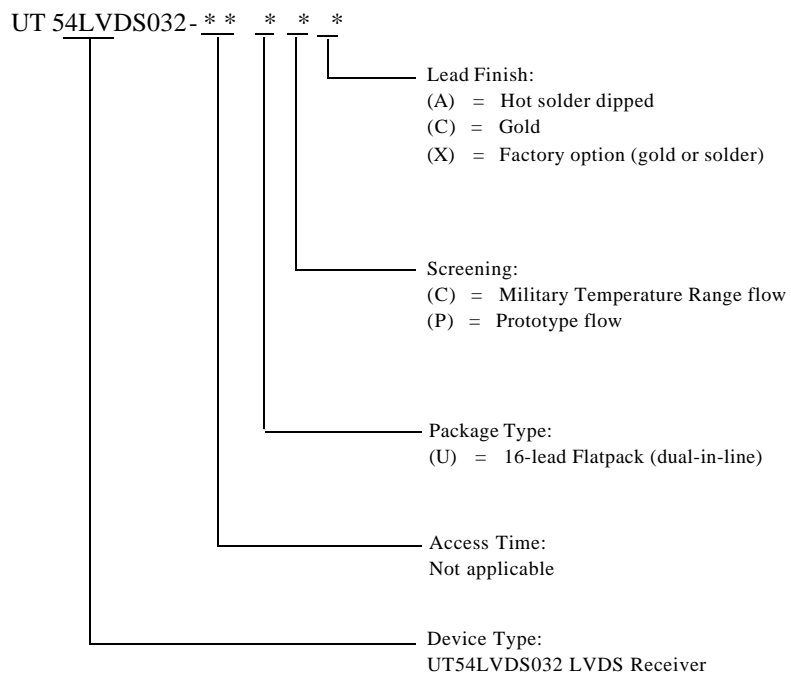 UT 54LVDS032- * * * * *
Lead Finish:
(A) = Hot solder dipped
(C) = Gold
(X) = Factory option (gold or solder)
Screening:
(C) = Military Temperature Range flow
(P) = Prototype flow
Package Type:
(U) = 16-lead Flatpack (dual-in-line)
Access Time:
Not applicable
Device Type:
UT54LVDS032 LVDS Receiver